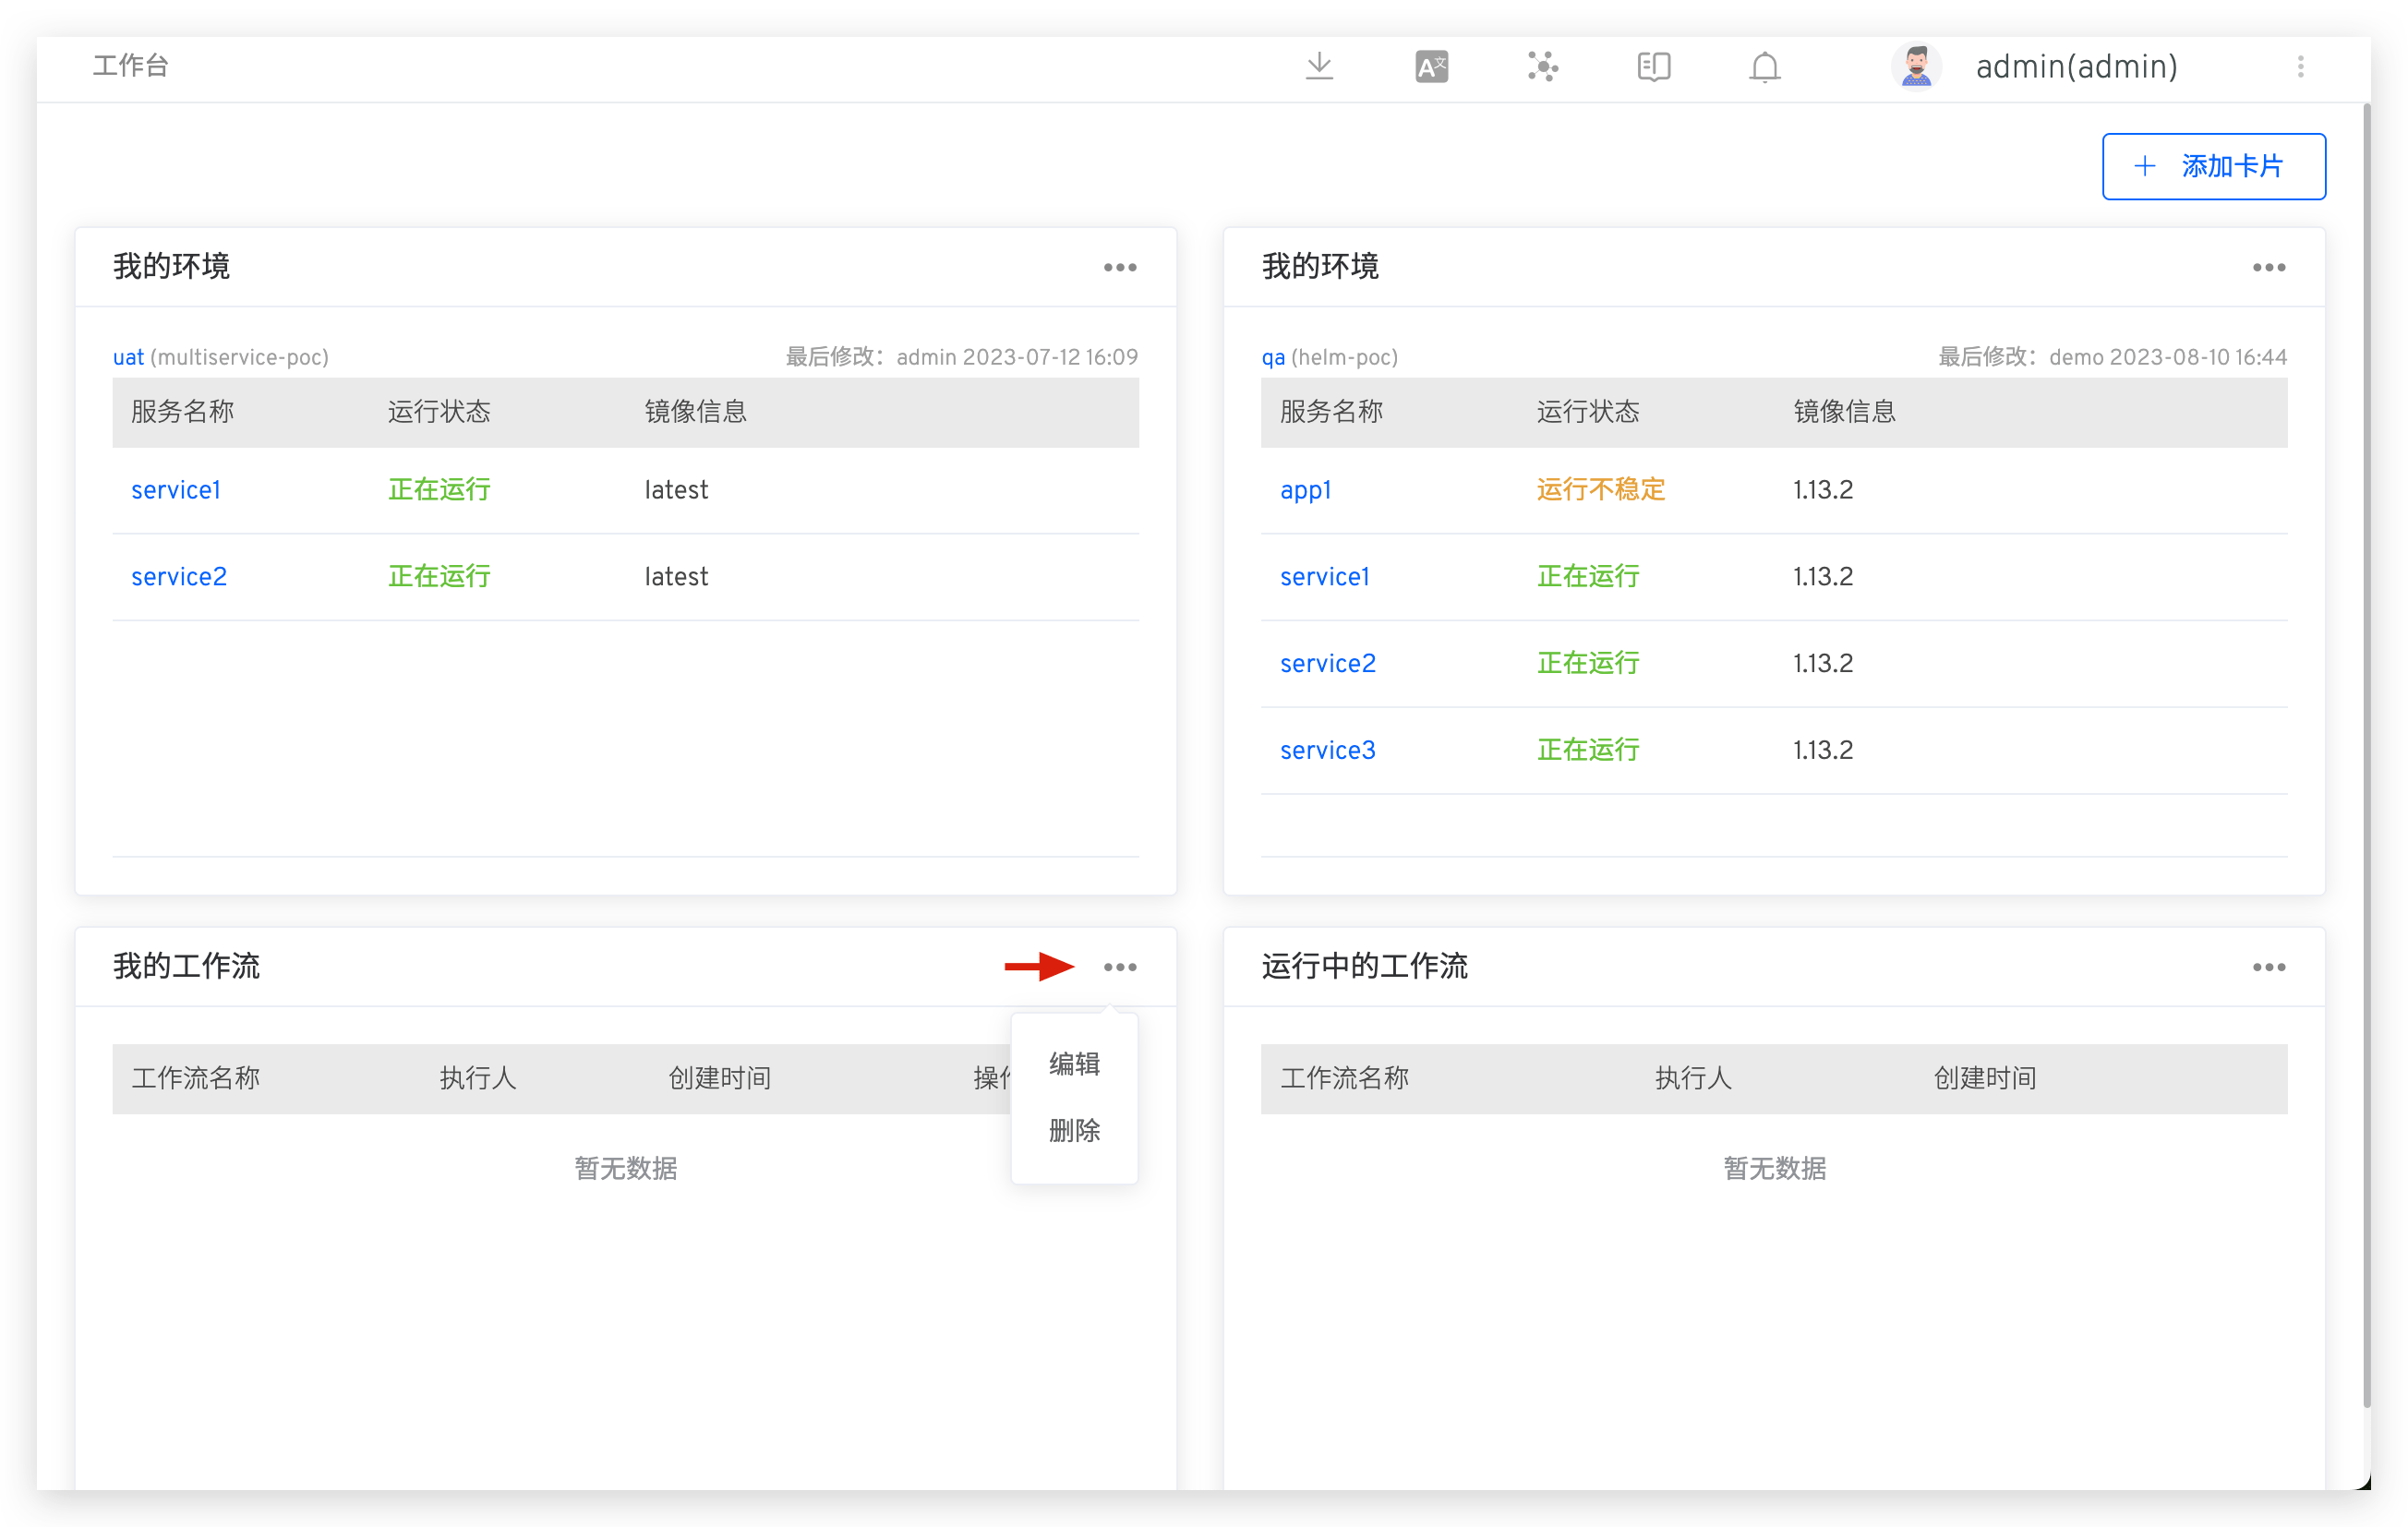 工作台
A文
admin(admin)
+ 添加卡片
我的环境
uat (multiservice-poc) 最后修改：admin 2023-07-12 16:09
服务名称 运行状态 镜像信息
service1 正在运行 latest
service2 正在运行 latest
我的环境
qa (helm-poc) 最后修改：demo 2023-08-10 16:44
服务名称 运行状态 镜像信息
app1 运行不稳定 1.13.2
service1 正在运行 1.13.2
service2 正在运行 1.13.2
service3 正在运行 1.13.2
我的工作流
编辑
删除
工作流名称 执行人 创建时间 操作
暂无数据
运行中的工作流
工作流名称 执行人 创建时间
暂无数据